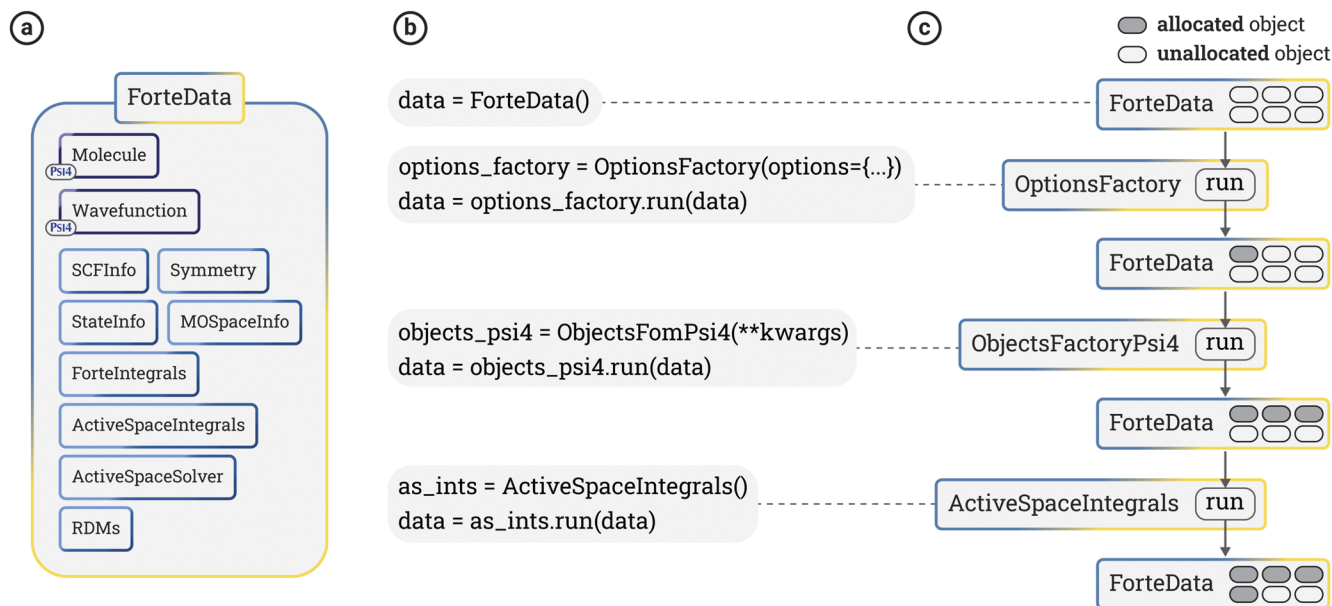 a
ForteData
Molecule
PSI4
Wavefunction
PSI4
SCFInfo
Symmetry
StateInfo
MOSpaceInfo
ForteIntegrals
ActiveSpaceIntegrals
ActiveSpaceSolver
RDMs
b
data = ForteData()
options_factory = OptionsFactory(options={...})
data = options_factory.run(data)
objects_psi4 = ObjectsFomPsi4(**kwargs)
data = objects_psi4.run(data)
as_ints = ActiveSpaceIntegrals()
data = as_ints.run(data)
c
allocated object
unallocated object
ForteData
OptionsFactory run
ForteData
ObjectsFactoryPsi4 run
ForteData
ActiveSpaceIntegrals run
ForteData